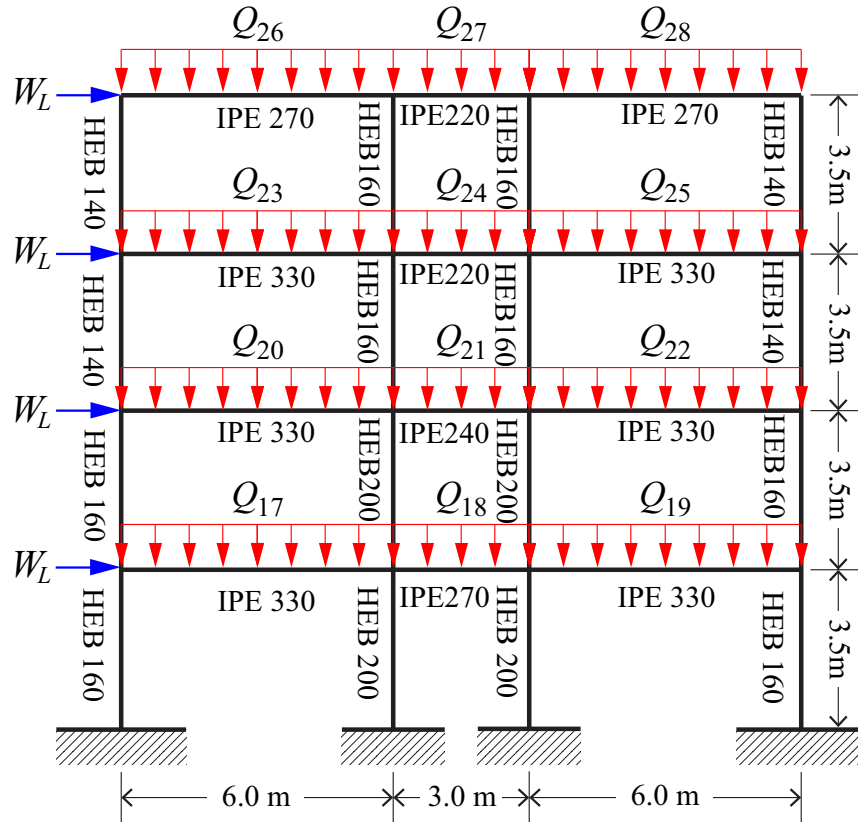 Q26 Q27 Q28
WL
IPE 270 IPE220 IPE 270
HEB 140 HEB160 HEB160 HEB140 3.5m
Q23 Q24 Q25
WL
IPE 330 IPE220 IPE 330
HEB 140 HEB160 HEB160 HEB140 3.5m
Q20 Q21 Q22
WL
IPE 330 IPE240 IPE 330
HEB 160 HEB200 HEB200 HEB160 3.5m
Q17 Q18 Q19
WL
IPE 330 IPE270 IPE 330
HEB 160 HEB 200 HEB 200 HEB 160 3.5m
6.0 m 3.0 m 6.0 m